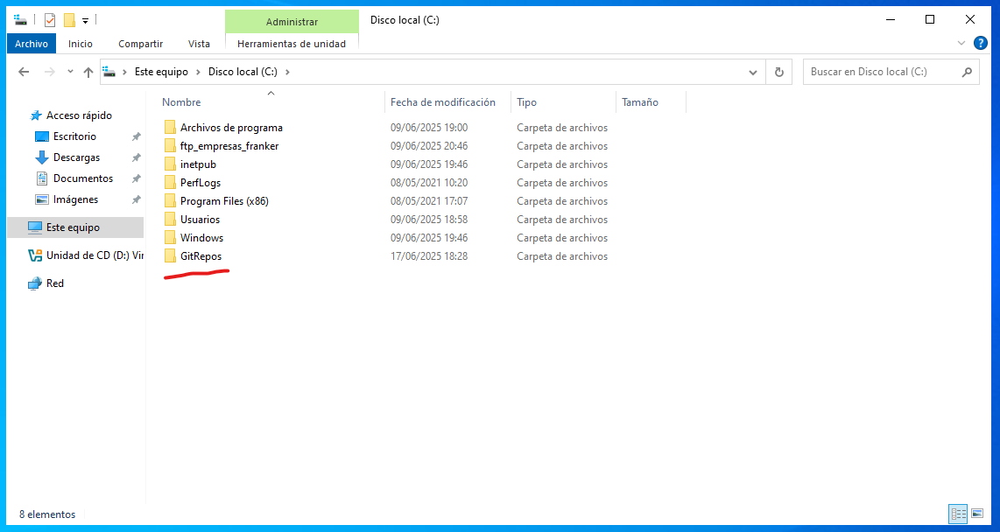 Administrar
Disco local (C:)
Archivo
Inicio
Compartir
Vista
Herramientas de unidad
Este equipo > Disco local (C:) >
Buscar en Disco local (C:)
Nombre
Fecha de modificación
Tipo
Tamaño
Acceso rápido
Escritorio
Descargas
Documentos
Imágenes
Este equipo
Unidad de CD (D:) Vir
Red
Archivos de programa 09/06/2025 19:00 Carpeta de archivos
ftp_empresas_franker 09/06/2025 20:46 Carpeta de archivos
inetpub 09/06/2025 19:46 Carpeta de archivos
PerfLogs 08/05/2021 10:20 Carpeta de archivos
Program Files (x86) 08/05/2021 17:07 Carpeta de archivos
Usuarios 09/06/2025 18:58 Carpeta de archivos
Windows 09/06/2025 19:46 Carpeta de archivos
GitRepos 17/06/2025 18:28 Carpeta de archivos
8 elementos